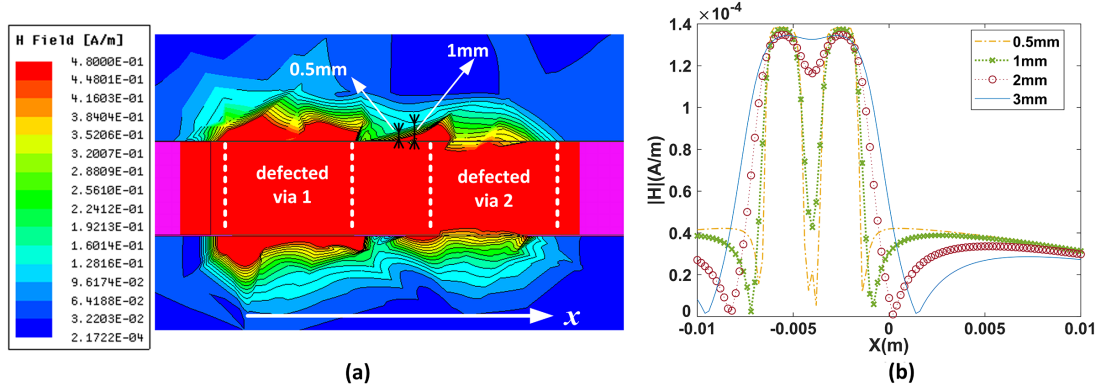 H Field [A/m]
4.8000E-01
4.4801E-01
4.1603E-01
3.8404E-01
3.5206E-01
3.2007E-01
2.8809E-01
2.5610E-01
2.2412E-01
1.9213E-01
1.6014E-01
1.2816E-01
9.6174E-02
6.4188E-02
3.2203E-02
2.1722E-04
0.5mm
1mm
defected
via 1
defected
via 2
x
(a)
×10⁻⁴
1.4
1.2
1
0.8
0.6
0.4
0.2
0
|H|(A/m)
0.5mm
1mm
2mm
3mm
-0.01
-0.005
0
0.005
0.01
X(m)
(b)